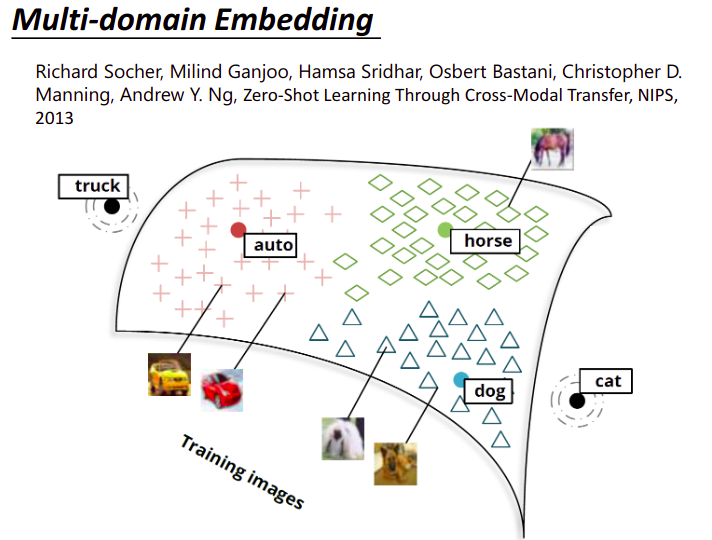 Multi-domain Embedding
Richard Socher, Milind Ganjoo, Hamsa Sridhar, Osbert Bastani, Christopher D.
Manning, Andrew Y. Ng, Zero-Shot Learning Through Cross-Modal Transfer, NIPS,
2013
truck
auto
horse
dog
cat
Training images